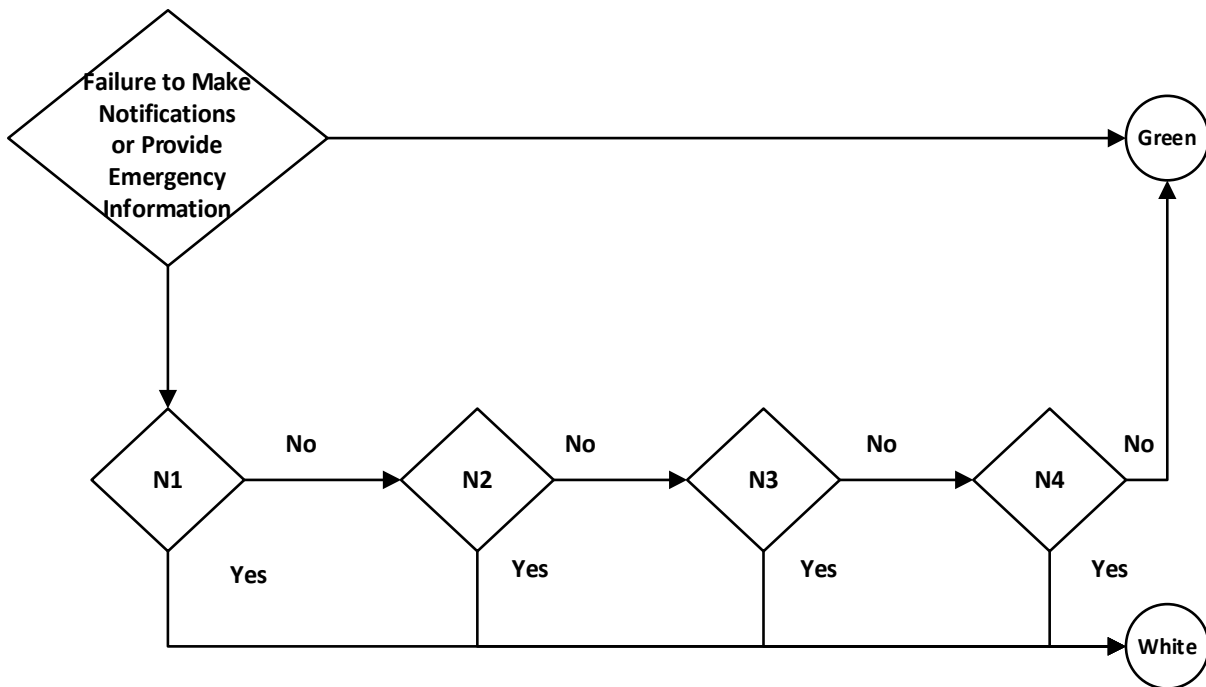 Failure to Make
Notifications
or Provide
Emergency
Information
Green
No
No
No
No
N1
N2
N3
N4
Yes
Yes
Yes
Yes
White